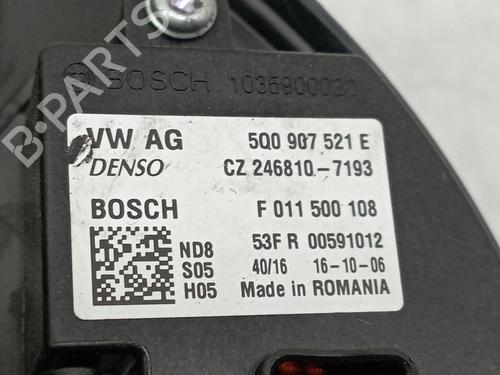 B-PARTS
BOSCH 1035900022
VW AG 5Q0 907 521 E
DENSO CZ 246810-7193
BOSCH F 011 500 108
53F R 00591012
ND8
S05 40/16 16-10-06
H05 Made in ROMANIA